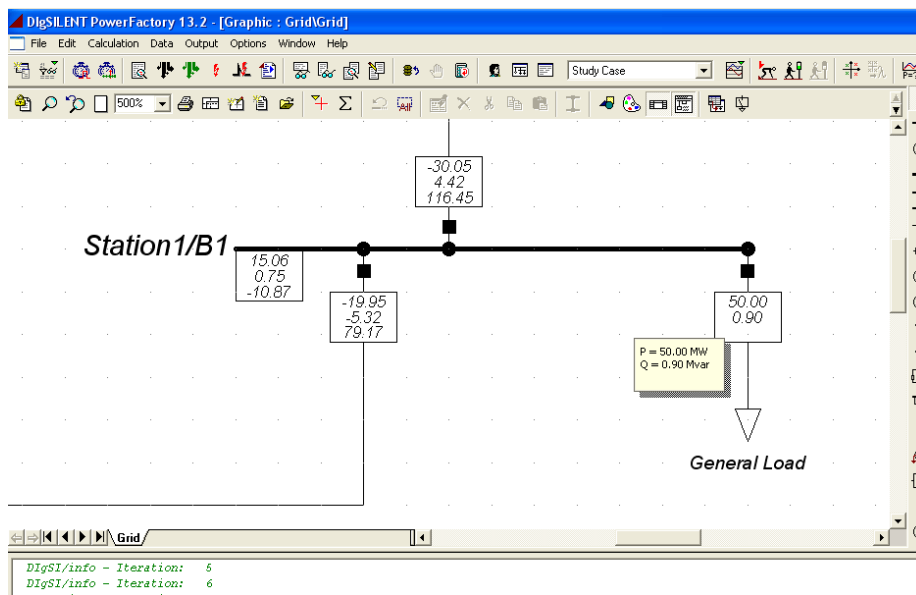 DIgSILENT PowerFactory 13.2 - [Graphic : Grid\Grid]
File Edit Calculation Data Output Options Window Help
Study Case
500%
-30.05
4.42
116.45
Station1/B1
15.06
0.75
-10.87
-19.95
-5.32
79.17
50.00
0.90
P = 50.00 MW
Q = 0.90 Mvar
General Load
Grid
DIgSI/info - Iteration: 5
DIgSI/info - Iteration: 6